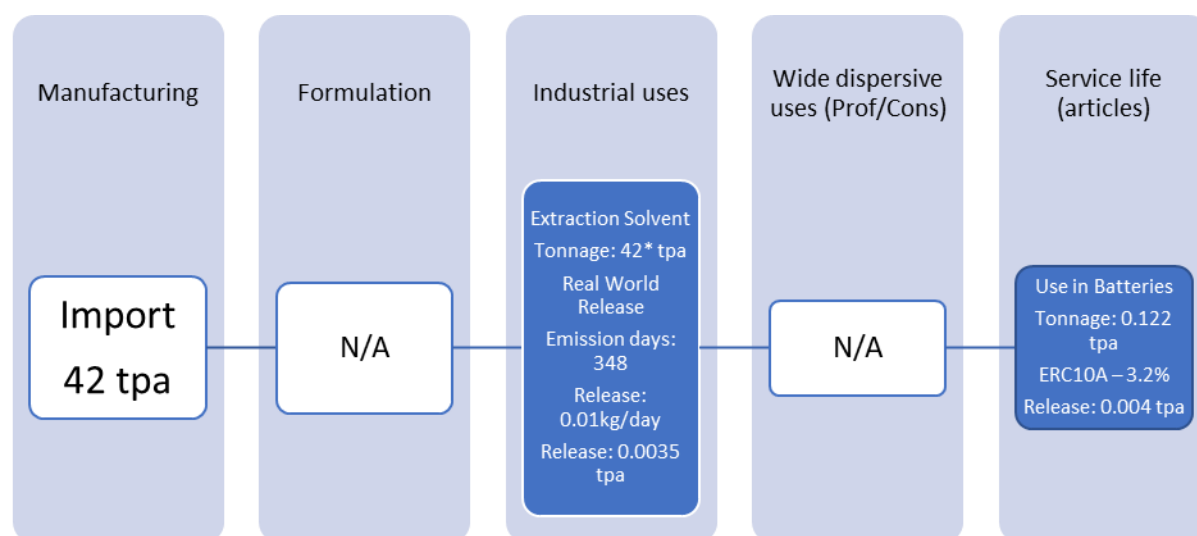 Manufacturing
Import
42 tpa
Formulation
N/A
Industrial uses
Extraction Solvent
Tonnage: 42* tpa
Real World
Release
Emission days:
348
Release:
0.01kg/day
Release: 0.0035
tpa
Wide dispersive
uses (Prof/Cons)
N/A
Service life
(articles)
Use in Batteries
Tonnage: 0.122
tpa
ERC10A – 3.2%
Release: 0.004 tpa